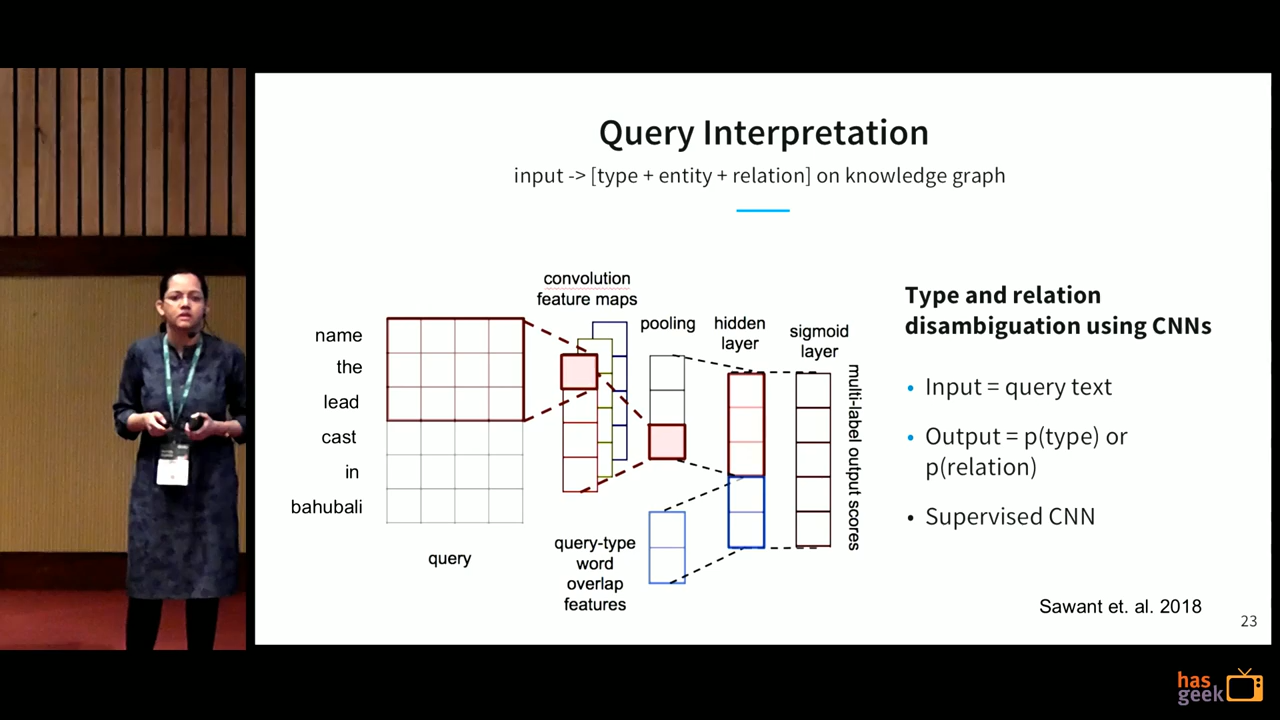 Query Interpretation
input -> [type + entity + relation] on knowledge graph
name
the
lead
cast
in
bahubali
query
convolution
feature maps
pooling
hidden
layer
sigmoid
layer
multi-label output scores
query-type
word
overlap
features
Type and relation
disambiguation using CNNs
• Input = query text
• Output = p(type) or
p(relation)
• Supervised CNN
Sawant et. al. 2018
23
has
geek